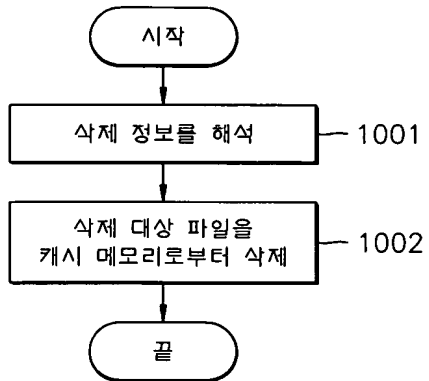 시작
삭제 정보를 해석
1001
삭제 대상 파일을
캐시 메모리로부터 삭제
1002
끝